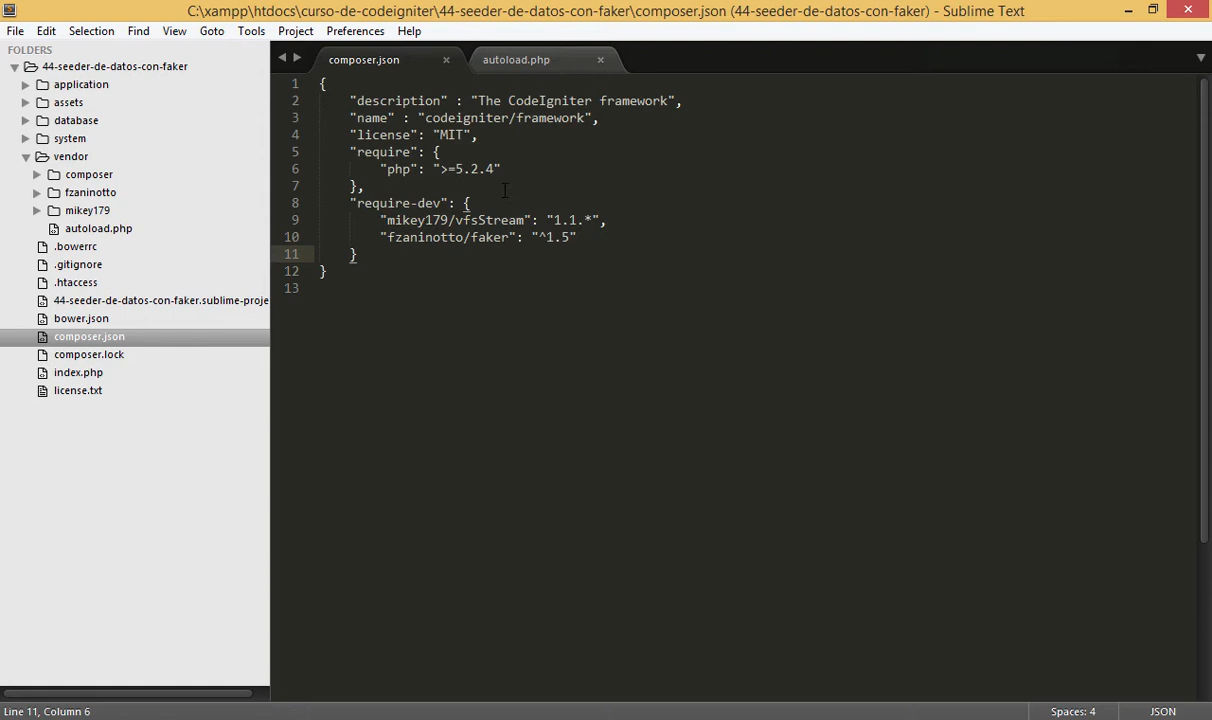 C:\xampp\htdocs\curso-de-codeigniter\44-seeder-de-datos-con-faker\composer.json (44-seeder-de-datos-con-faker) - Sublime Text
File Edit Selection Find View Goto Tools Project Preferences Help
FOLDERS
44-seeder-de-datos-con-faker
application
assets
database
system
vendor
composer
fzaninotto
mikey179
autoload.php
.bowerrc
.gitignore
.htaccess
44-seeder-de-datos-con-faker.sublime-proje
bower.json
composer.json
composer.lock
index.php
license.txt
composer.json × autoload.php ×
1 {
2 "description" : "The CodeIgniter framework",
3 "name" : "codeigniter/framework",
4 "license": "MIT",
5 "require": {
6 "php": ">=5.2.4"
7 },
8 "require-dev": {
9 "mikey179/vfsStream": "1.1.*",
10 "fzaninotto/faker": "^1.5"
11 }
12 }
13
Line 11, Column 6 Spaces: 4 JSON